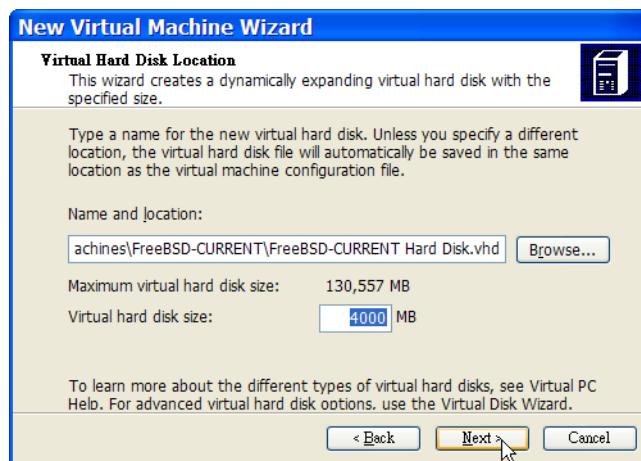 New Virtual Machine Wizard
Virtual Hard Disk Location
This wizard creates a dynamically expanding virtual hard disk with the
specified size.
Type a name for the new virtual hard disk. Unless you specify a different
location, the virtual hard disk file will automatically be saved in the same
location as the virtual machine configuration file.
Name and location:
achines\FreeBSD-CURRENT\FreeBSD-CURRENT Hard Disk.vhd Browse...
Maximum virtual hard disk size: 130,557 MB
Virtual hard disk size: 4000 MB
To learn more about the different types of virtual hard disks, see Virtual PC
Help. For advanced virtual hard disk options, use the Virtual Disk Wizard.
< Back Next > Cancel